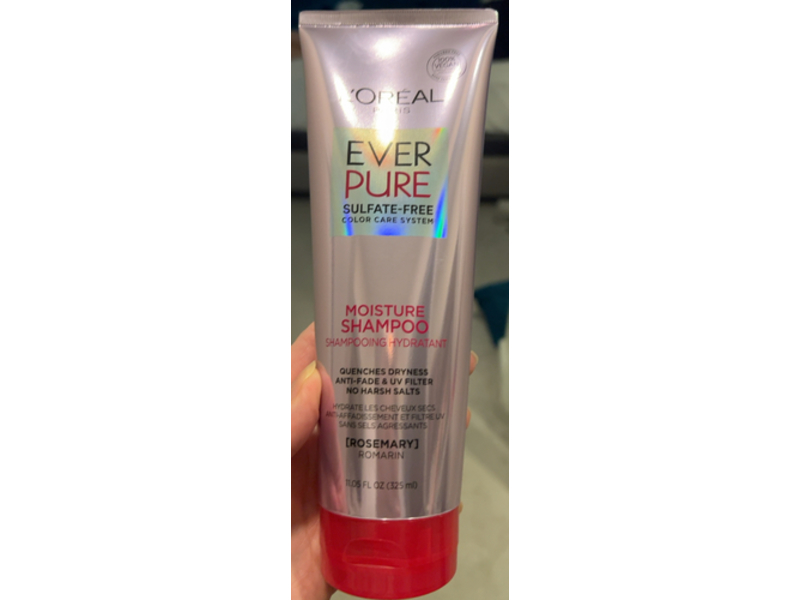 100%
VEGAN
L'ORÉAL
PARIS
EVER
PURE
SULFATE-FREE
COLOR CARE SYSTEM
MOISTURE
SHAMPOO
SHAMPOOING HYDRATANT
QUENCHES DRYNESS
ANTI-FADE & UV FILTER
NO HARSH SALTS
HYDRATE LES CHEVEUX SECS
ANTI-AFFADISSEMENT ET FILTRE UV
SANS SELS AGRESSANTS
[ROSEMARY]
ROMARIN
11.05 FL OZ (325 ml)